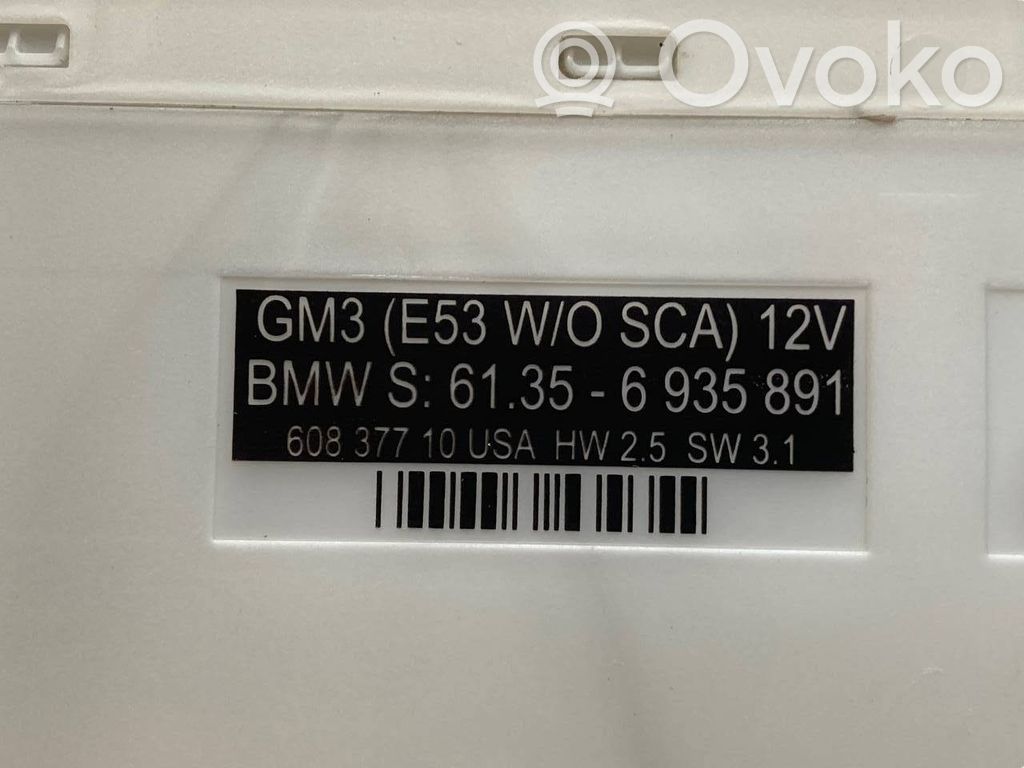 Ovoko
GM3 (E53 W/O SCA) 12V
BMW S: 61.35 - 6 935 891
608 377 10 USA HW 2.5 SW 3.1